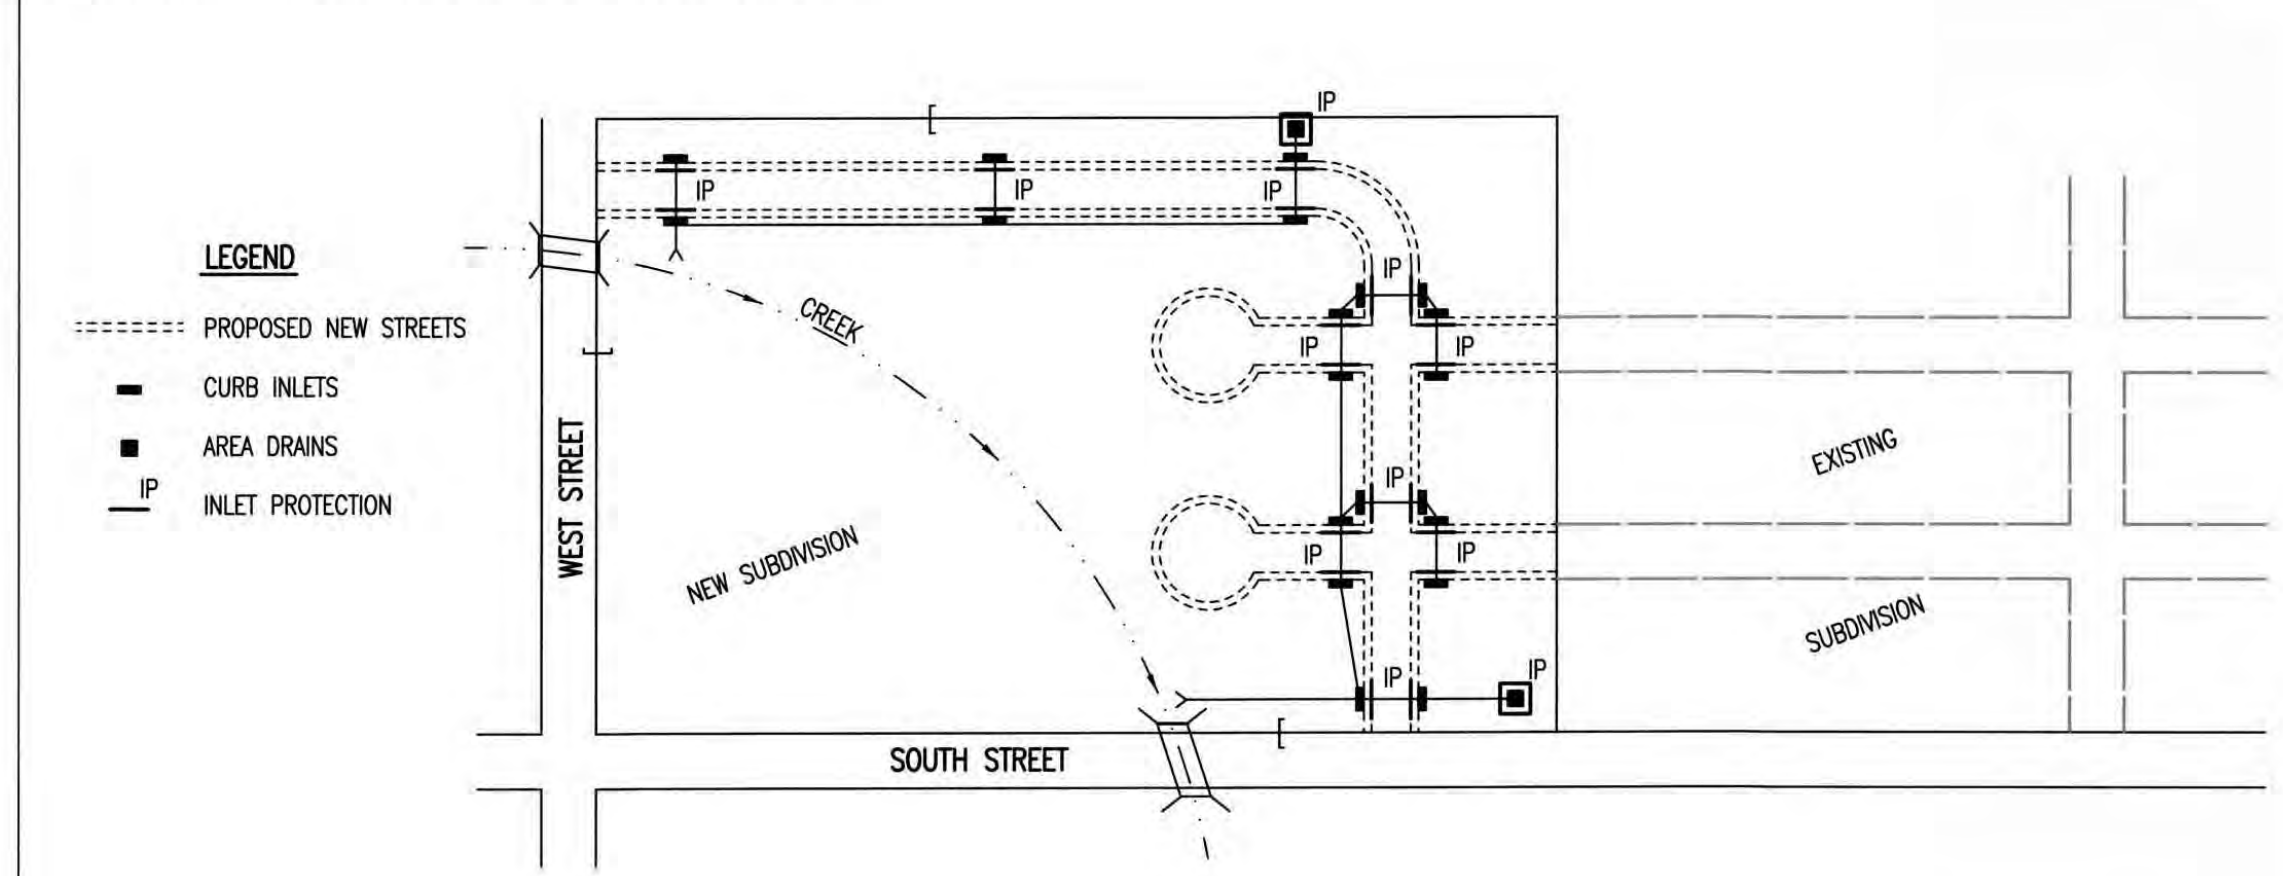 IP
IP
IP
IP
LEGEND
IP
PROPOSED NEW STREETS
CREEK
IP
IP
CURB INLETS
AREA DRAINS
EXISTING
IP
IP
INLET PROTECTION
WEST STREET
NEW SUBDIVISION
IP
IP
SUBDIVISION
IP
IP
SOUTH STREET